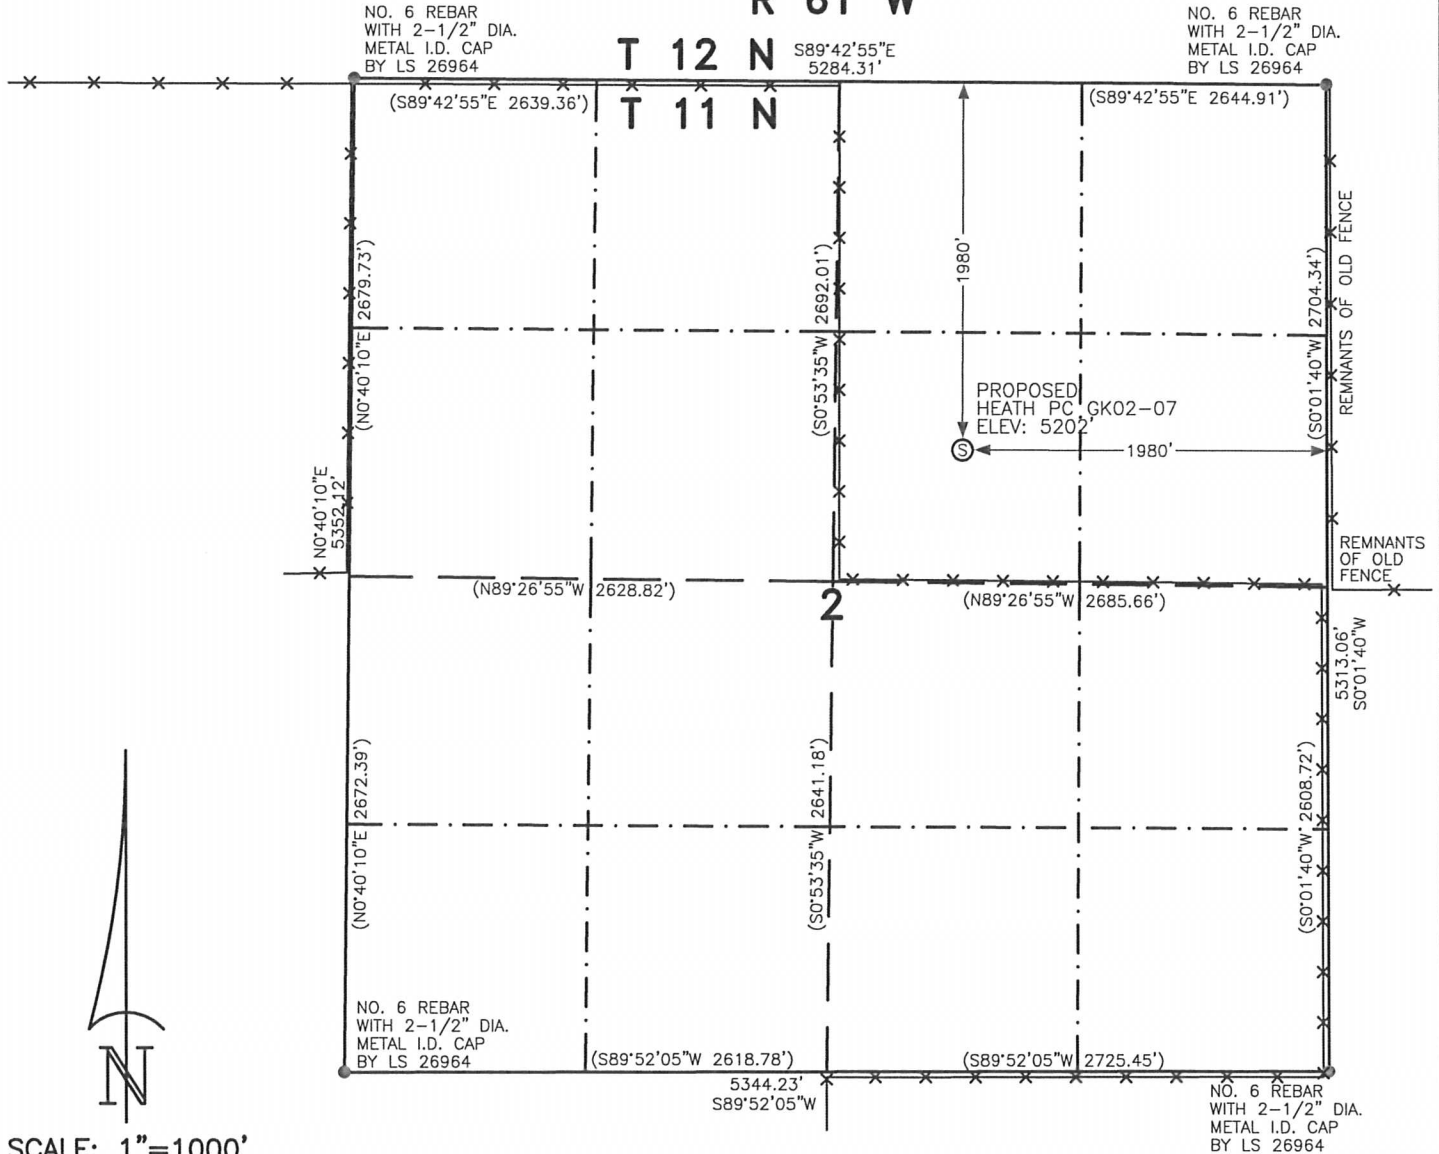 R 61 W
NO. 6 REBAR
WITH 2-1/2" DIA.
METAL I.D. CAP
BY LS 26964
T 12 N
S89°42'55"E
5284.31'
NO. 6 REBAR
WITH 2-1/2" DIA.
METAL I.D. CAP
BY LS 26964
(S89°42'55"E 2639.36')
T 11 N
(S89°42'55"E 2644.91')
(N0°40'10"E 2679.73')
(S0°53'35"W 2692.01')
1980'
(S0°01'40"W 2704.34')
REMNANTS OF OLD FENCE
PROPOSED
HEATH PC GK02-07
ELEV: 5202'
S
1980'
N0°40'10"E
5352.12'
REMNANTS
OF OLD
FENCE
(N89°26'55"W 2628.82')
2
(N89°26'55"W 2685.66')
5313.06'
S0°01'40"W
(N0°40'10"E 2672.39')
(S0°53'35"W 2641.18')
(S0°01'40"W 2608.72')
N
NO. 6 REBAR
WITH 2-1/2" DIA.
METAL I.D. CAP
BY LS 26964
(S89°52'05"W 2618.78')
(S89°52'05"W 2725.45')
5344.23'
S89°52'05"W
NO. 6 REBAR
WITH 2-1/2" DIA.
METAL I.D. CAP
BY LS 26964
SCALE: 1"=1000'